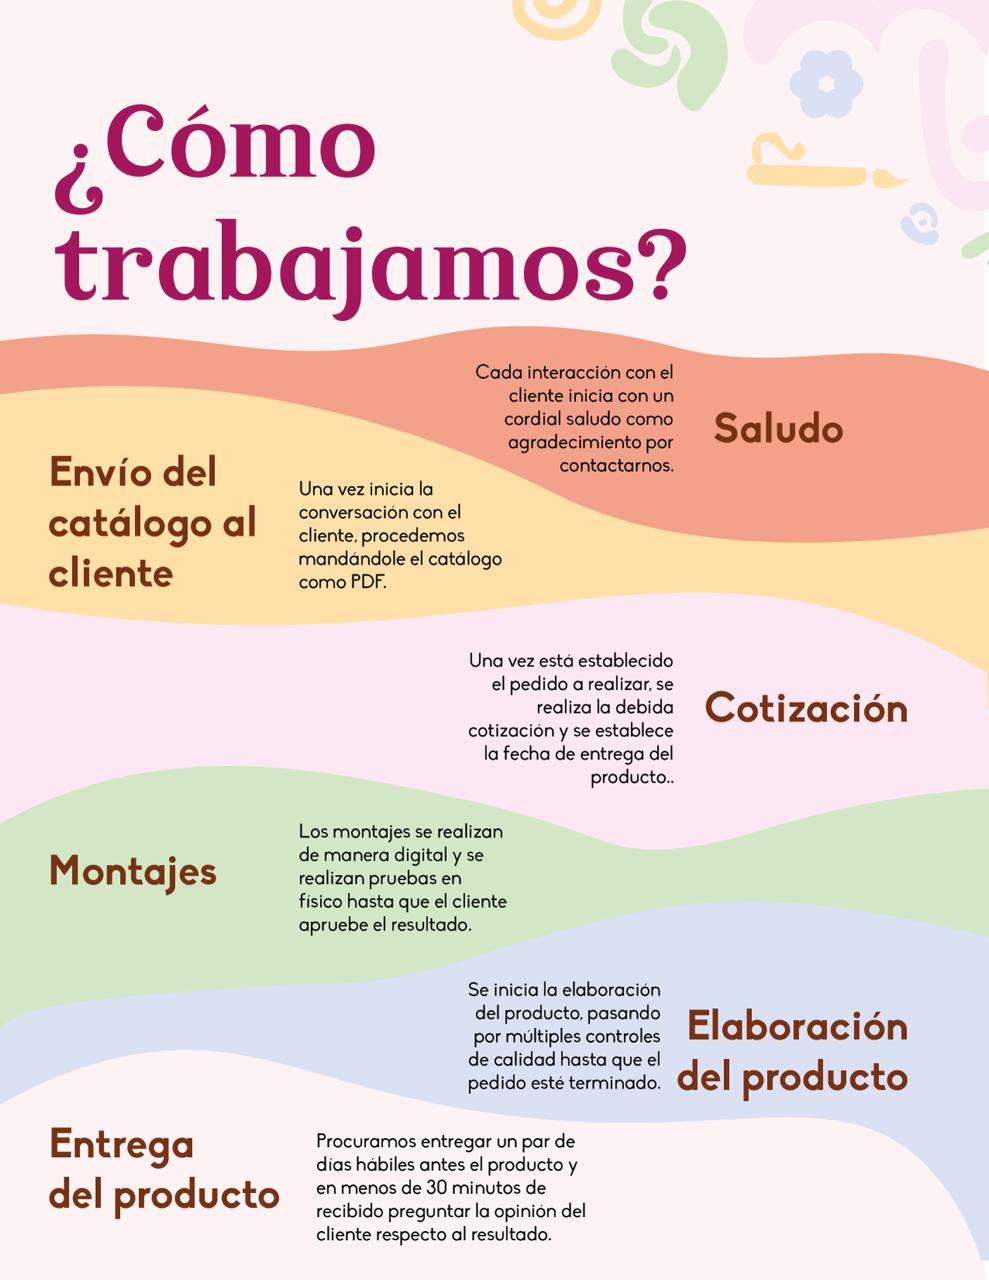 ¿Cómo
trabajamos?
Cada interacción con el
cliente inicia con un
cordial saludo como
agradecimiento por
contactarnos.
Saludo
Envío del
catálogo al
cliente
Una vez inicia la
conversación con el
cliente, procedemos
mandándole el catálogo
como PDF.
Una vez está establecido
el pedido a realizar, se
realiza la debida
cotización y se establece
la fecha de entrega del
producto..
Cotización
Montajes
Los montajes se realizan
de manera digital y se
realizan pruebas en
físico hasta que el cliente
apruebe el resultado.
Se inicia la elaboración
del producto, pasando
por múltiples controles
de calidad hasta que el
pedido esté terminado.
Elaboración
del producto
Entrega
del producto
Procuramos entregar un par de
días hábiles antes el producto y
en menos de 30 minutos de
recibido preguntar la opinión del
cliente respecto al resultado.